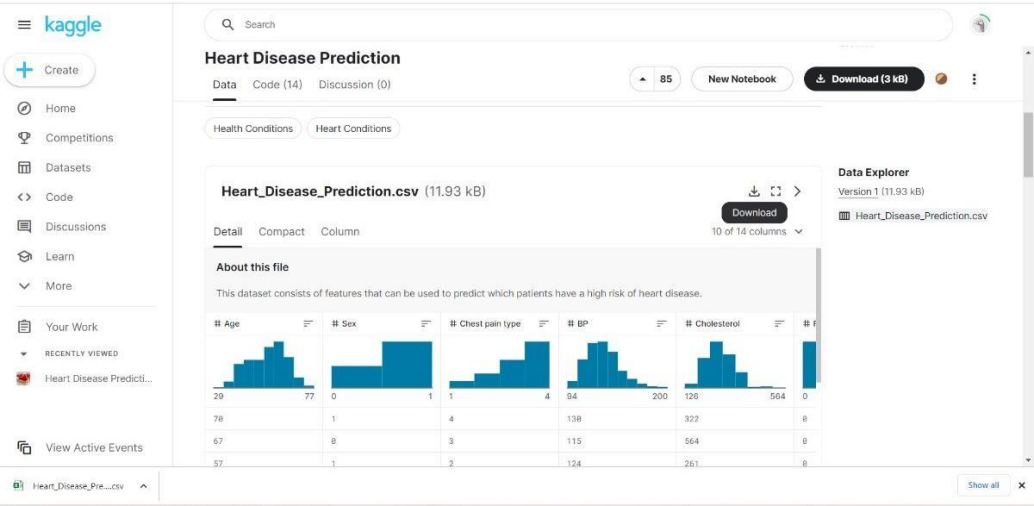 kaggle
Search
Create
Home
Competitions
Datasets
Code
Discussions
Learn
More
Your Work
RECENTLY VIEWED
Heart Disease Predicti...
View Active Events
Heart Disease Prediction
Data Code (14) Discussion (0)
85 New Notebook Download (3 kB)
Health Conditions Heart Conditions
Heart_Disease_Prediction.csv (11.93 kB)
Download
Detail Compact Column 10 of 14 columns
About this file
This dataset consists of features that can be used to predict which patients have a high risk of heart disease.
# Age # Sex # Chest pain type # BP # Cholesterol # F
29 77 0 1 1 4 94 200 126 564 0
70 1 4 130 322 0
67 0 3 115 564 0
57 1 2 124 261 0
Data Explorer
Version 1 (11.93 kB)
Heart_Disease_Prediction.csv
Heart_Disease_Pre....csv
Show all